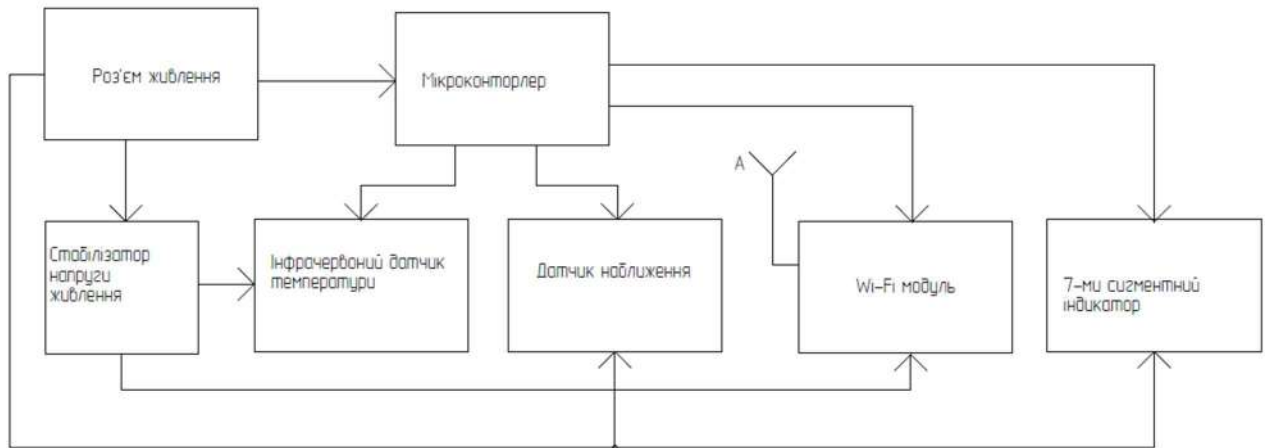 Роз'єм живлення
Мікроконторлер
А
Стабілізатор
напруги
живлення
Інфрачервоний датчик
температури
Датчик наближення
Wi-Fi модуль
7-ми сигментний
індикатор